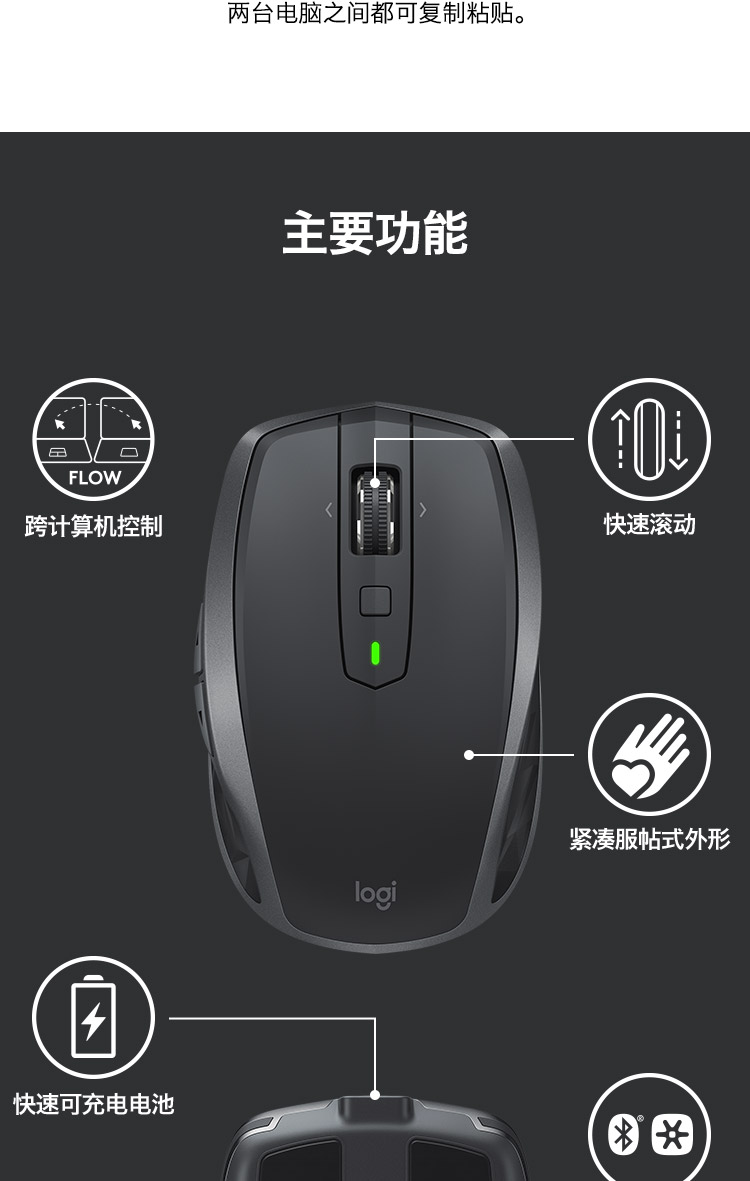 两台电脑之间都可复制粘贴。
主要功能
FLOW
跨计算机控制
快速滚动
紧凑服帖式外形
logi
快速可充电电池
®